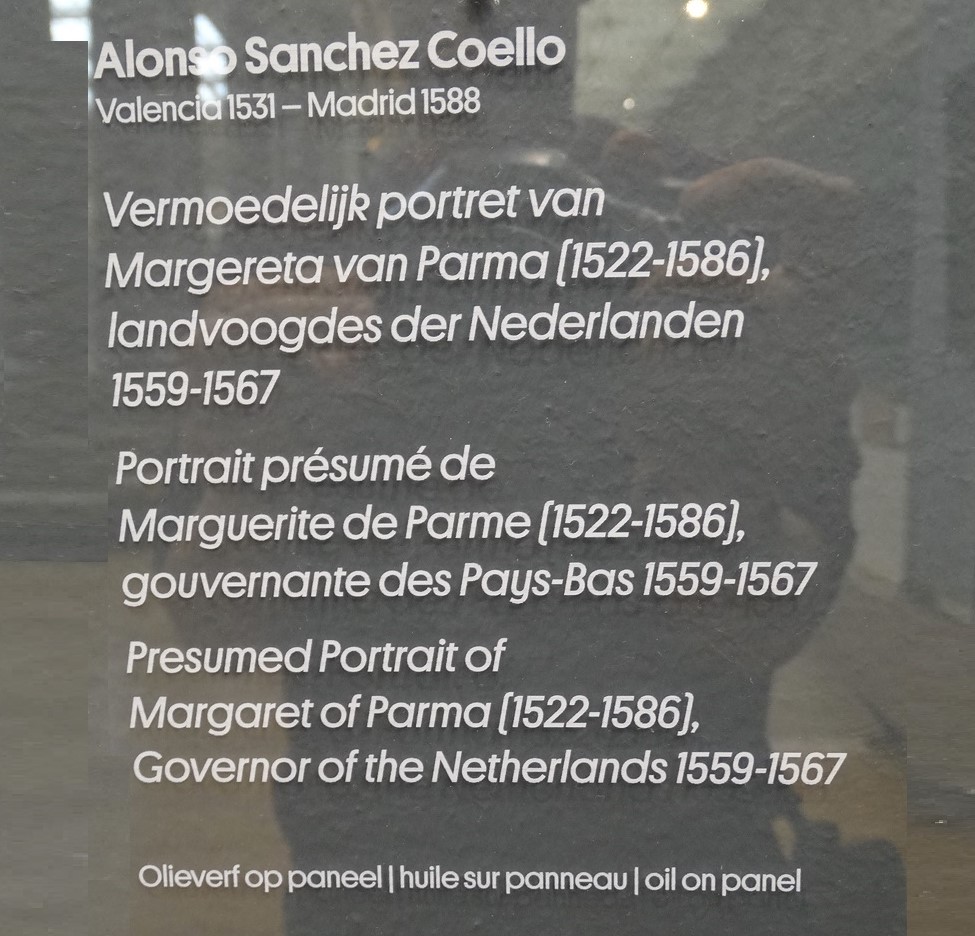 Alonso Sanchez Coello
Valencia 1531 – Madrid 1588
Vermoedelijk portret van
Margereta van Parma (1522-1586),
landvoogdes der Nederlanden
1559-1567
Portrait présumé de
Marguerite de Parme (1522-1586),
gouvernante des Pays-Bas 1559-1567
Presumed Portrait of
Margaret of Parma (1522-1586),
Governor of the Netherlands 1559-1567
Olieverf op paneel | huile sur panneau | oil on panel